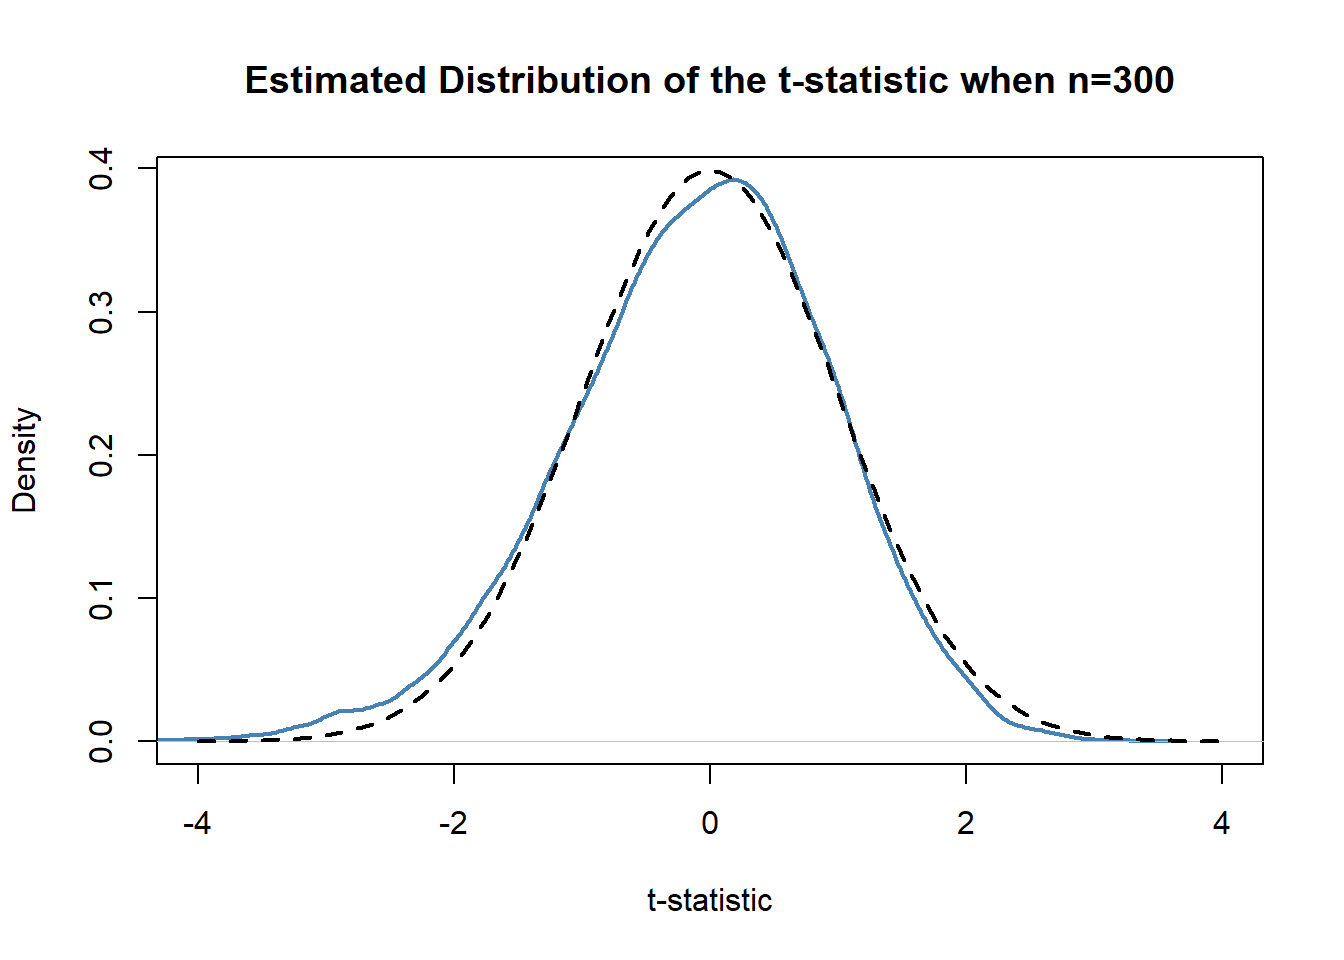 Estimated Distribution of the t-statistic when n=300
0.4
0.3
0.2
0.1
0.0
Density
-4 -2 0 2 4
t-statistic